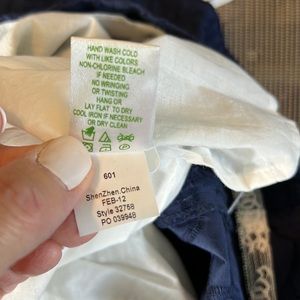 HAND WASH COLD
WITH LIKE COLORS
NON-CHLORINE BLEACH
IF NEEDED
NO WRINGING
OR TWISTING
HANG OR
LAY FLAT TO DRY
COOL IRON IF NECESSARY
OR DRY CLEAN
601
ShenZhen.China
FEB-12
Style 32758
PO 039948